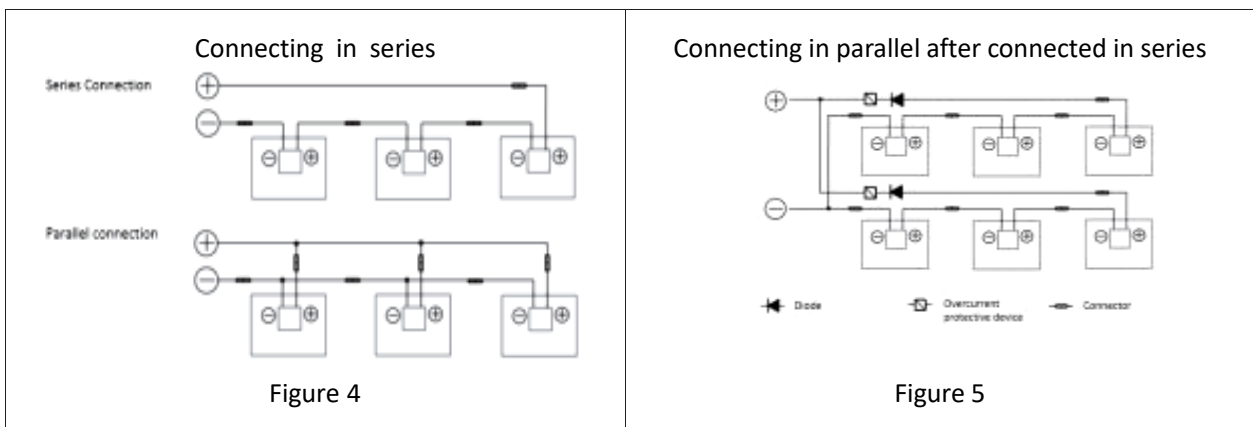 Connecting in series
Series Connection
+
−
− + − + − +
Parallel connection
+
−
− + − + − +
Figure 4
Connecting in parallel after connected in series
+
− + − + − +
−
− + − + − +
Diode
Overcurrent
protective device
Connector
Figure 5